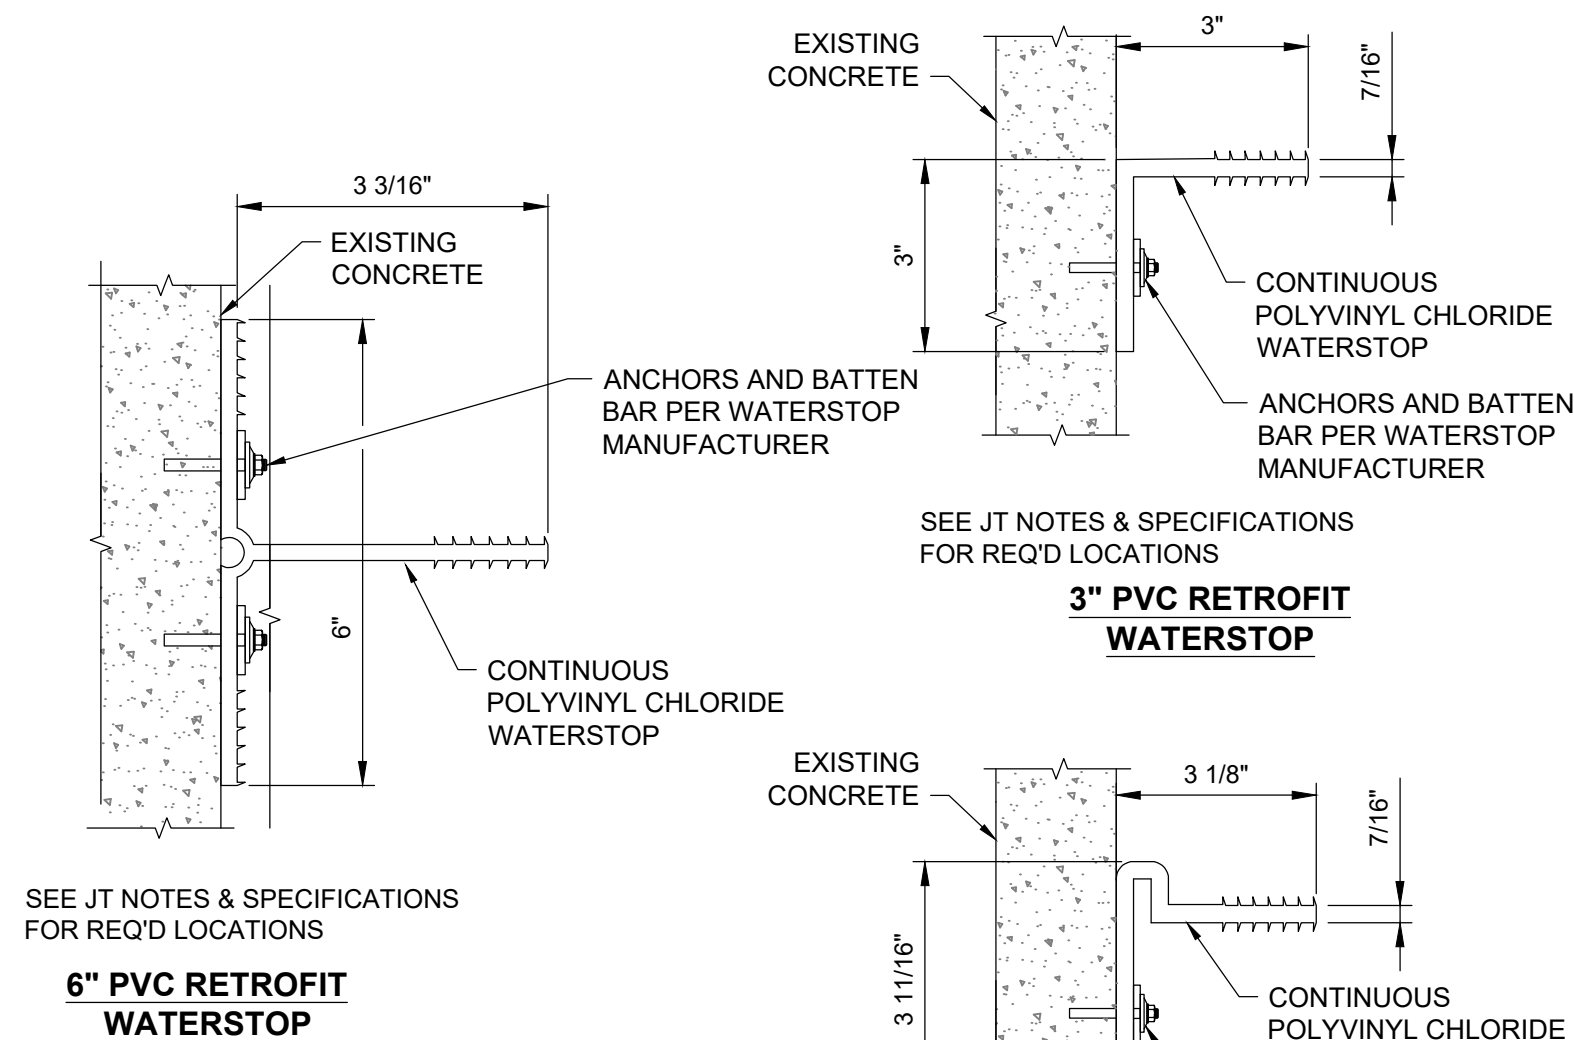 3 3/16"
EXISTING
CONCRETE
ANCHORS AND BATTEN
BAR PER WATERSTOP
MANUFACTURER
6"
CONTINUOUS
POLYVINYL CHLORIDE
WATERSTOP
SEE JT NOTES & SPECIFICATIONS
FOR REQ'D LOCATIONS
6" PVC RETROFIT
WATERSTOP
EXISTING
CONCRETE
3"
7/16"
3"
CONTINUOUS
POLYVINYL CHLORIDE
WATERSTOP
ANCHORS AND BATTEN
BAR PER WATERSTOP
MANUFACTURER
SEE JT NOTES & SPECIFICATIONS
FOR REQ'D LOCATIONS
3" PVC RETROFIT
WATERSTOP
EXISTING
CONCRETE
3 1/8"
7/16"
3 11/16"
CONTINUOUS
POLYVINYL CHLORIDE